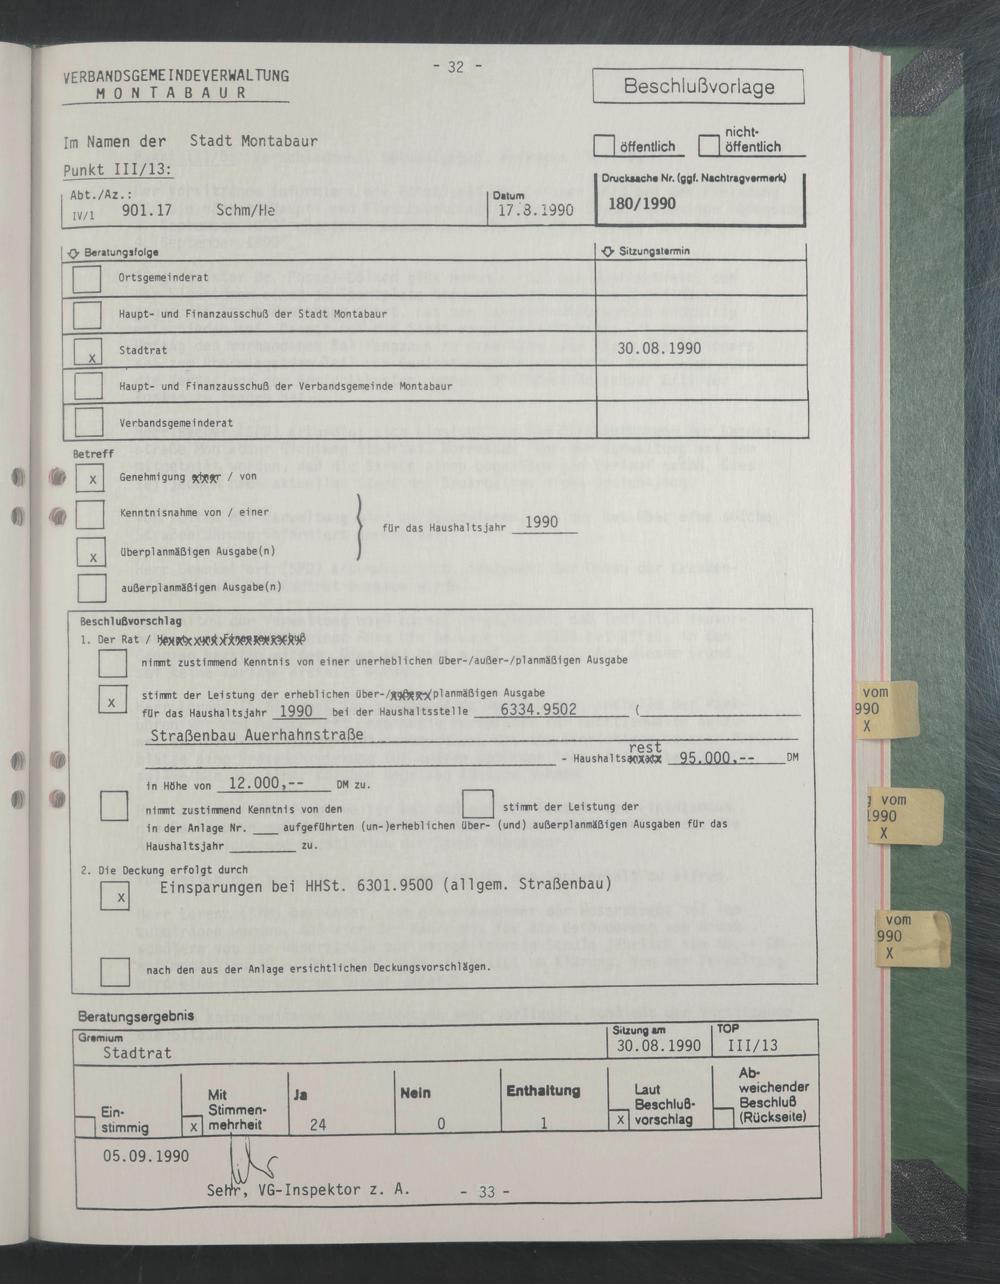 - 32 -
VERBANDSGEMEINDEVERWALTUNG
MONTABAUR
Beschlußvorlage
Im Namen der Stadt Montabaur
öffentlich
nicht-
öffentlich
Punkt III/13:
Abt./Az.:
IV/1 901.17 Schm/He
Datum
17.8.1990
Drucksache Nr. (ggf. Nachtragvermerk)
180/1990
Beratungsfolge
Sitzungstermin
Ortsgemeinderat
Haupt- und Finanzausschuß der Stadt Montabaur
x Stadtrat 30.08.1990
Haupt- und Finanzausschuß der Verbandsgemeinde Montabaur
Verbandsgemeinderat
Betreff
x Genehmigung einer / von
Kenntnisnahme von / einer
für das Haushaltsjahr 1990
x überplanmäßigen Ausgabe(n)
außerplanmäßigen Ausgabe(n)
Beschlußvorschlag
1. Der Rat / Haupt- und Finanzausschuß
nimmt zustimmend Kenntnis von einer unerheblichen über-/außer-/planmäßigen Ausgabe
x stimmt der Leistung der erheblichen über-/außer-/planmäßigen Ausgabe
für das Haushaltsjahr 1990 bei der Haushaltsstelle 6334.9502 (
Straßenbau Auerhahnstraße
- Haushaltsrest 95.000,-- DM
in Höhe von 12.000,-- DM zu.
nimmt zustimmend Kenntnis von den stimmt der Leistung der
in der Anlage Nr. ____ aufgeführten (un-)erheblichen über- (und) außerplanmäßigen Ausgaben für das
Haushaltsjahr ________ zu.
2. Die Deckung erfolgt durch
x Einsparungen bei HHSt. 6301.9500 (allgem. Straßenbau)
nach den aus der Anlage ersichtlichen Deckungsvorschlägen.
Beratungsergebnis
Gremium
Stadtrat
Sitzung am
30.08.1990
TOP
III/13
Ein-
stimmig
x Mit
Stimmen-
mehrheit
Ja
24
Nein
0
Enthaltung
1
x Laut
Beschluß-
vorschlag
Ab-
weichender
Beschluß
(Rückseite)
05.09.1990
Sehr, VG-Inspektor z. A.
- 33 -
vom
990
X
vom
1990
X
vom
990
X